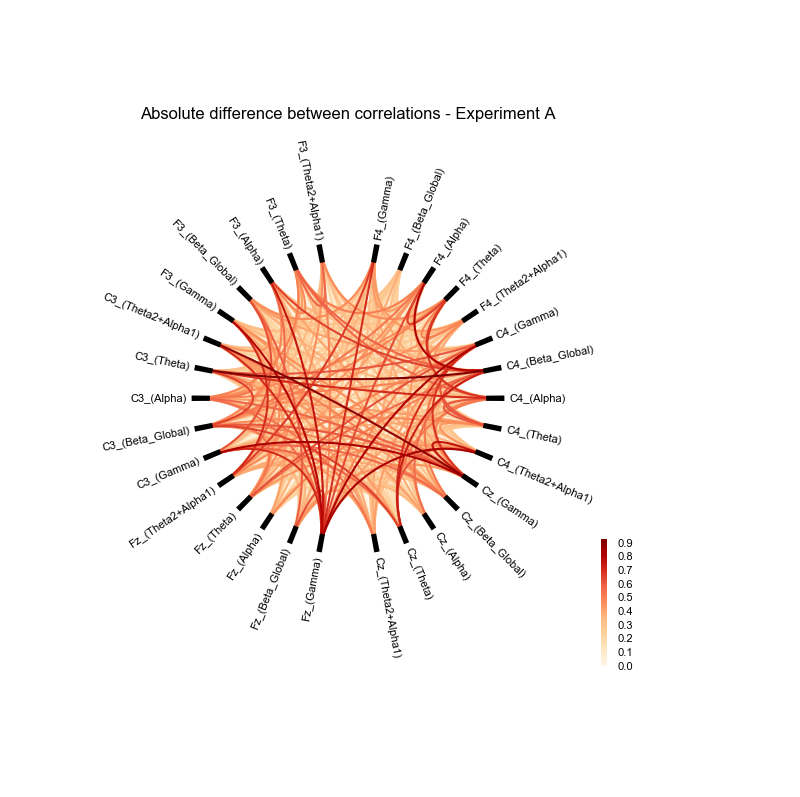 Absolute difference between correlations - Experiment A
F3_(Theta2+Alpha1)
F3_(Theta)
F3_(Alpha)
F3_(Beta_Global)
F3_(Gamma)
C3_(Theta2+Alpha1)
C3_(Theta)
C3_(Alpha)
C3_(Beta_Global)
C3_(Gamma)
Fz_(Theta2+Alpha1)
Fz_(Theta)
Fz_(Alpha)
Fz_(Beta_Global)
Fz_(Gamma)
Cz_(Theta2+Alpha1)
Cz_(Theta)
Cz_(Alpha)
Cz_(Beta_Global)
Cz_(Gamma)
C4_(Theta2+Alpha1)
C4_(Theta)
C4_(Alpha)
C4_(Beta_Global)
C4_(Gamma)
F4_(Theta2+Alpha1)
F4_(Theta)
F4_(Alpha)
F4_(Beta_Global)
F4_(Gamma)
0.9
0.8
0.7
0.6
0.5
0.4
0.3
0.2
0.1
0.0